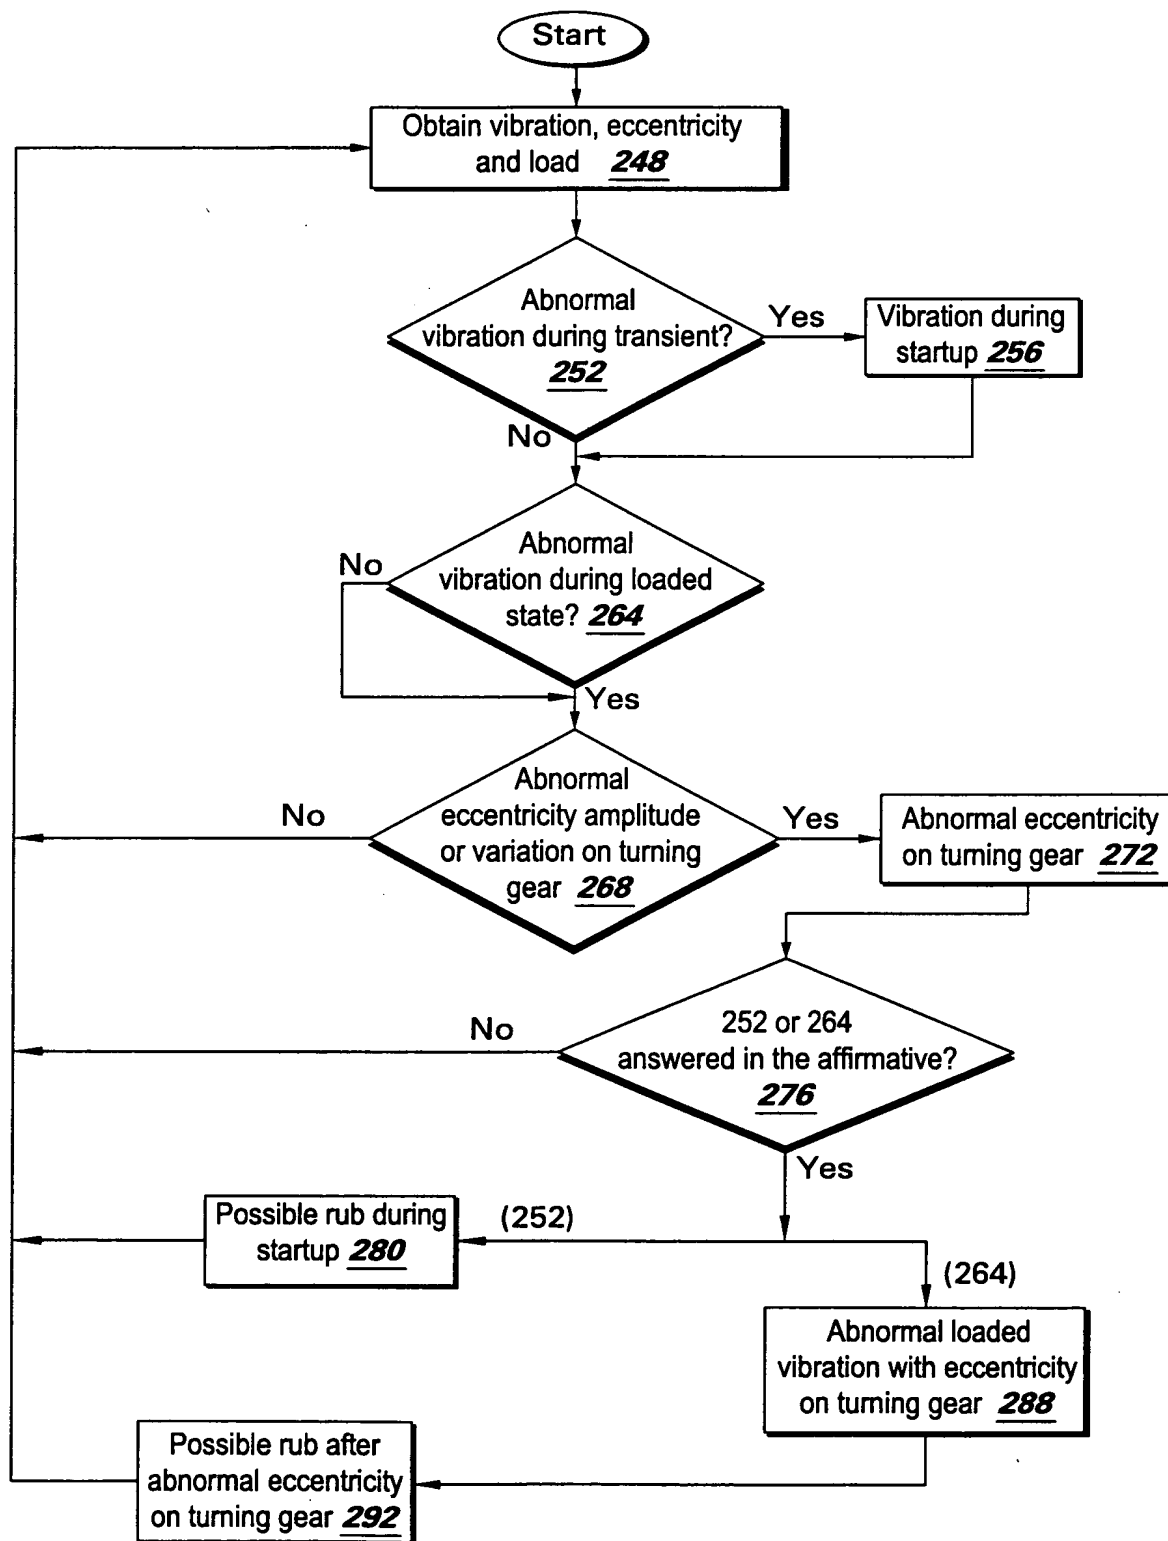 Start
Obtain vibration, eccentricity
and load 248
Abnormal
vibration during transient?
252
Yes
Vibration during
startup 256
No
Abnormal
vibration during loaded
state? 264
No
Yes
Abnormal
eccentricity amplitude
or variation on turning
gear 268
No
Yes
Abnormal eccentricity
on turning gear 272
252 or 264
answered in the affirmative?
276
No
Yes
(252)
Possible rub during
startup 280
(264)
Abnormal loaded
vibration with eccentricity
on turning gear 288
Possible rub after
abnormal eccentricity
on turning gear 292